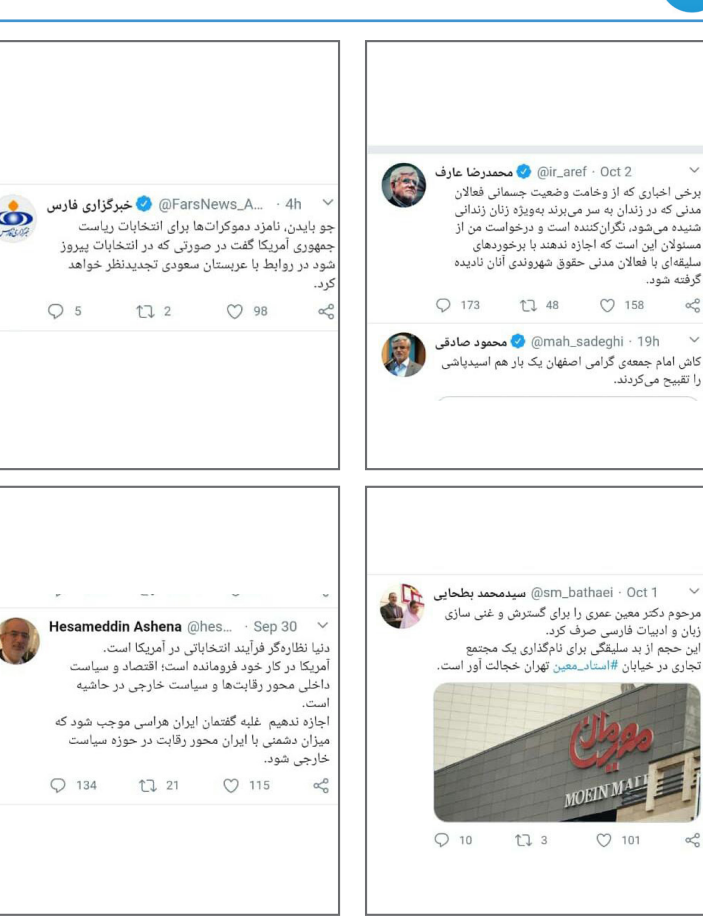 محمدرضا عارف @ir_aref · Oct 2
برخی اخباری که از وخامت وضعیت جسمانی فعالان
مدنی که در زندان به سر می‌برند به‌ویژه زنان زندانی
شنیده می‌شود، نگران‌کننده است و درخواست من از
مسئولان این است که اجازه ندهند با برخوردهای
سلیقه‌ای با فعالان مدنی حقوق شهروندی آنان نادیده
گرفته شود.
173 48 158
محمود صادقی @mah_sadeghi · 19h
کاش امام جمعه‌ی گرامی اصفهان یک بار هم اسیدپاشی
را تقبیح می‌کردند.
خبرگزاری فارس @FarsNews_A... · 4h
جو بایدن، نامزد دموکرات‌ها برای انتخابات ریاست
جمهوری آمریکا گفت در صورتی که در انتخابات پیروز
شود در روابط با عربستان سعودی تجدیدنظر خواهد
کرد.
5 2 98
سیدمحمد بطحایی @sm_bathaei · Oct 1
مرحوم دکتر معین عمری را برای گسترش و غنی سازی
زبان و ادبیات فارسی صرف کرد.
این حجم از بد سلیقگی برای نام‌گذاری یک مجتمع
تجاری در خیابان #استاد_معین تهران خجالت آور است.
MOEIN MALL
10 3 101
Hesameddin Ashena @hes... · Sep 30
دنیا نظاره‌گر فرآیند انتخاباتی در آمریکا است.
آمریکا در کار خود فرومانده است؛ اقتصاد و سیاست
داخلی محور رقابت‌ها و سیاست خارجی در حاشیه
است.
اجازه ندهیم غلبه گفتمان ایران هراسی موجب شود که
میزان دشمنی با ایران محور رقابت در حوزه سیاست
خارجی شود.
134 21 115